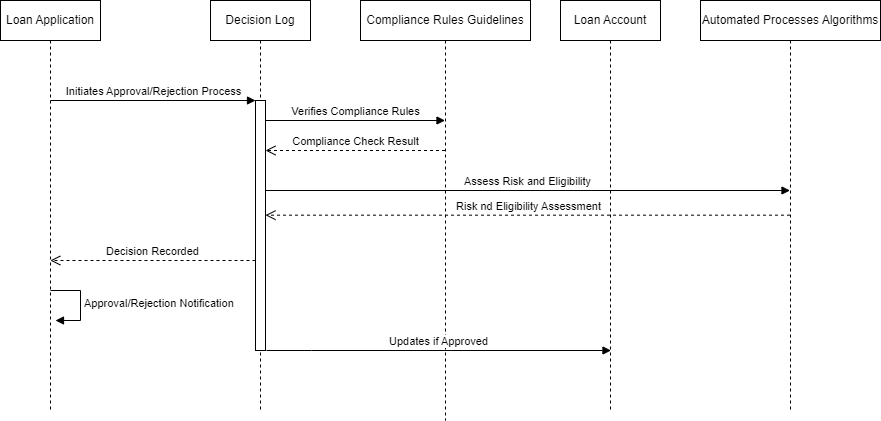 Loan Application
Decision Log
Compliance Rules Guidelines
Loan Account
Automated Processes Algorithms
Initiates Approval/Rejection Process
Verifies Compliance Rules
Compliance Check Result
Assess Risk and Eligibility
Risk nd Eligibility Assessment
Decision Recorded
Approval/Rejection Notification
Updates if Approved